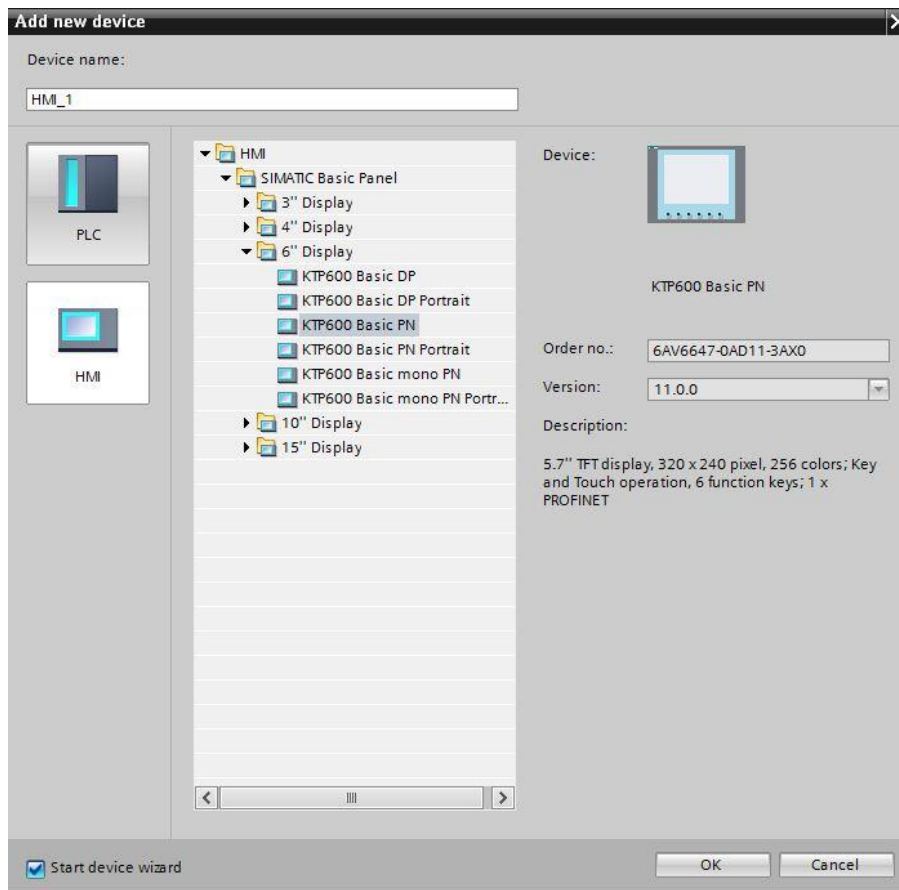 Add new device
Device name:
HMI_1
PLC
HMI
HMI
SIMATIC Basic Panel
3'' Display
4'' Display
6'' Display
KTP600 Basic DP
KTP600 Basic DP Portrait
KTP600 Basic PN
KTP600 Basic PN Portrait
KTP600 Basic mono PN
KTP600 Basic mono PN Portr...
10'' Display
15'' Display
Device:
KTP600 Basic PN
Order no.: 6AV6647-0AD11-3AX0
Version: 11.0.0
Description:
5.7'' TFT display, 320 x 240 pixel, 256 colors; Key
and Touch operation, 6 function keys; 1 x
PROFINET
Start device wizard
OK
Cancel